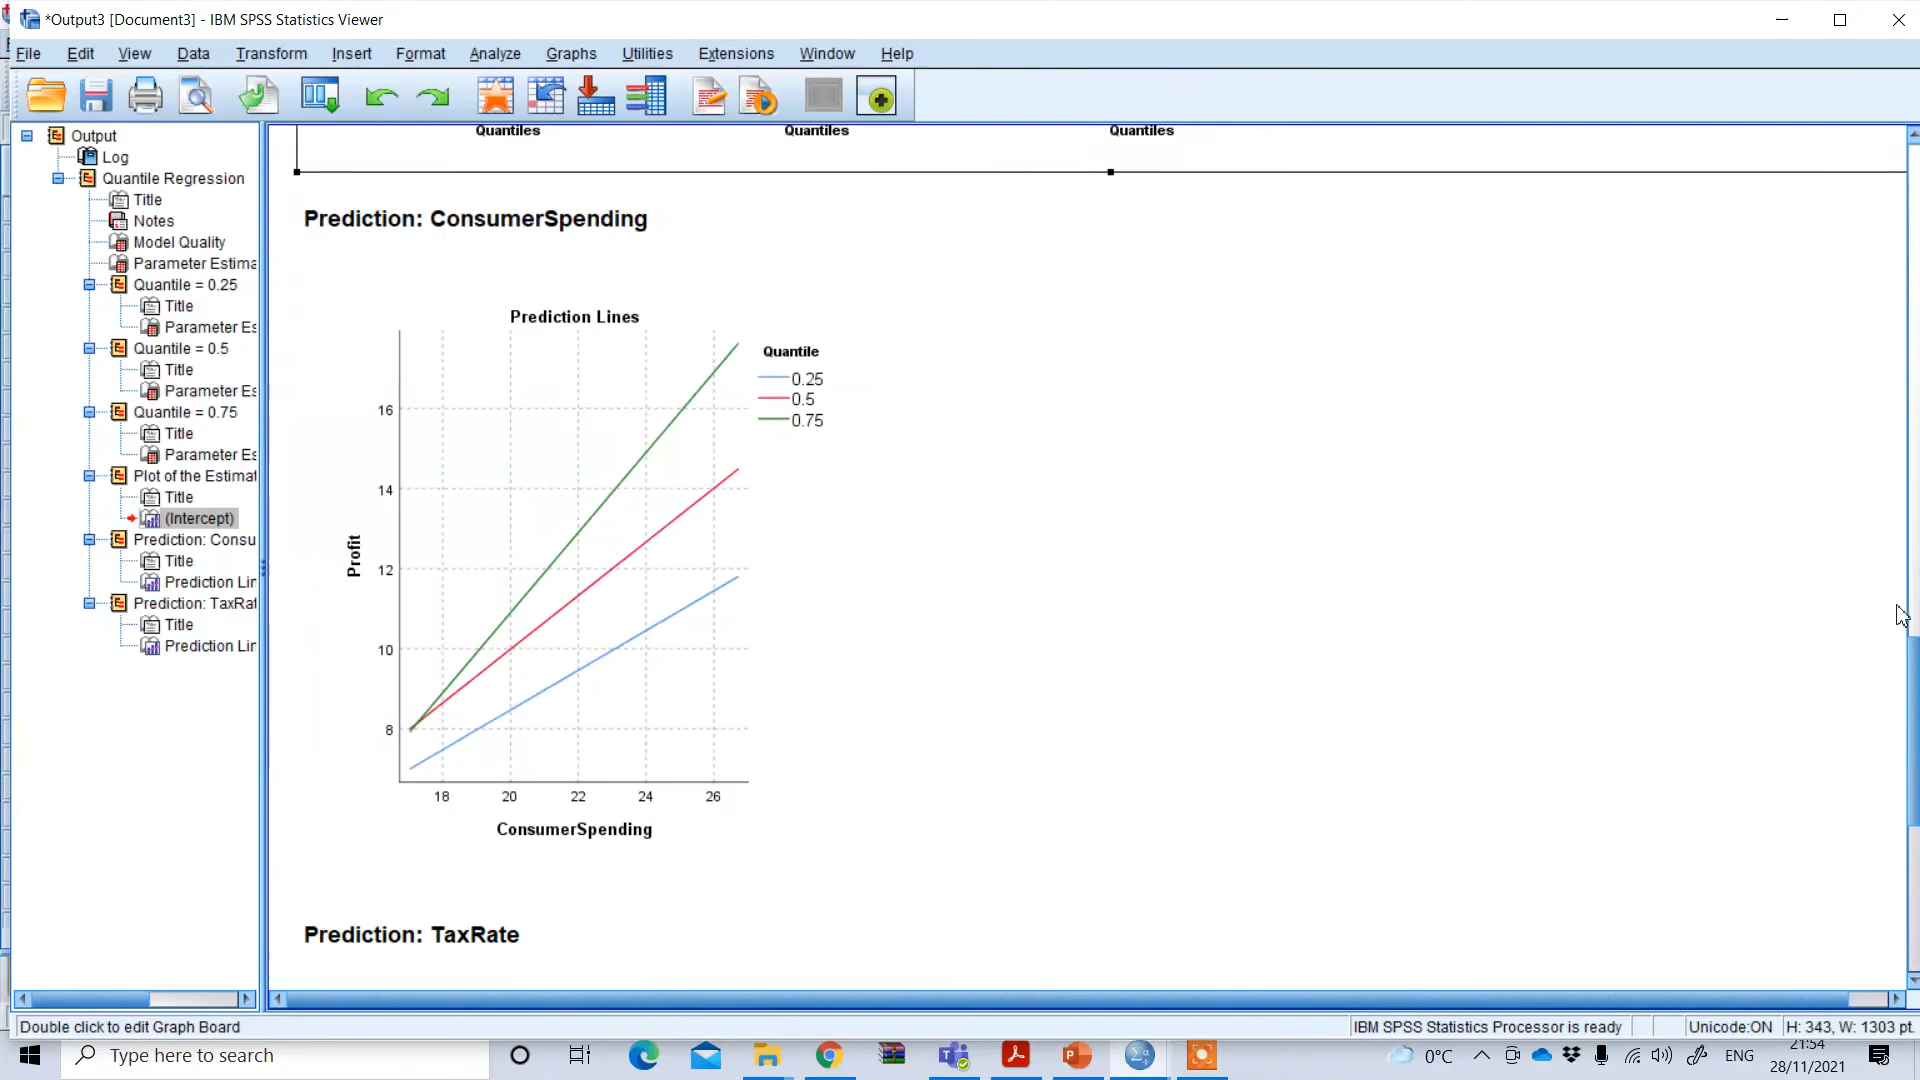 *Output3 [Document3] - IBM SPSS Statistics Viewer
File Edit View Data Transform Insert Format Analyze Graphs Utilities Extensions Window Help
Output
Log
Quantile Regression
Title
Notes
Model Quality
Parameter Estima
Quantile = 0.25
Title
Parameter Es
Quantile = 0.5
Title
Parameter Es
Quantile = 0.75
Title
Parameter Es
Plot of the Estimat
Title
(Intercept)
Prediction: Consu
Title
Prediction Lin
Prediction: TaxRat
Title
Prediction Lin
Quantiles Quantiles Quantiles
Prediction: ConsumerSpending
Prediction Lines
Quantile
0.25
0.5
0.75
16
14
12
10
8
Profit
18 20 22 24 26
ConsumerSpending
Prediction: TaxRate
Double click to edit Graph Board
IBM SPSS Statistics Processor is ready Unicode:ON H: 343, W: 1303 pt.
Type here to search
0°C
ENG
21:54
28/11/2021